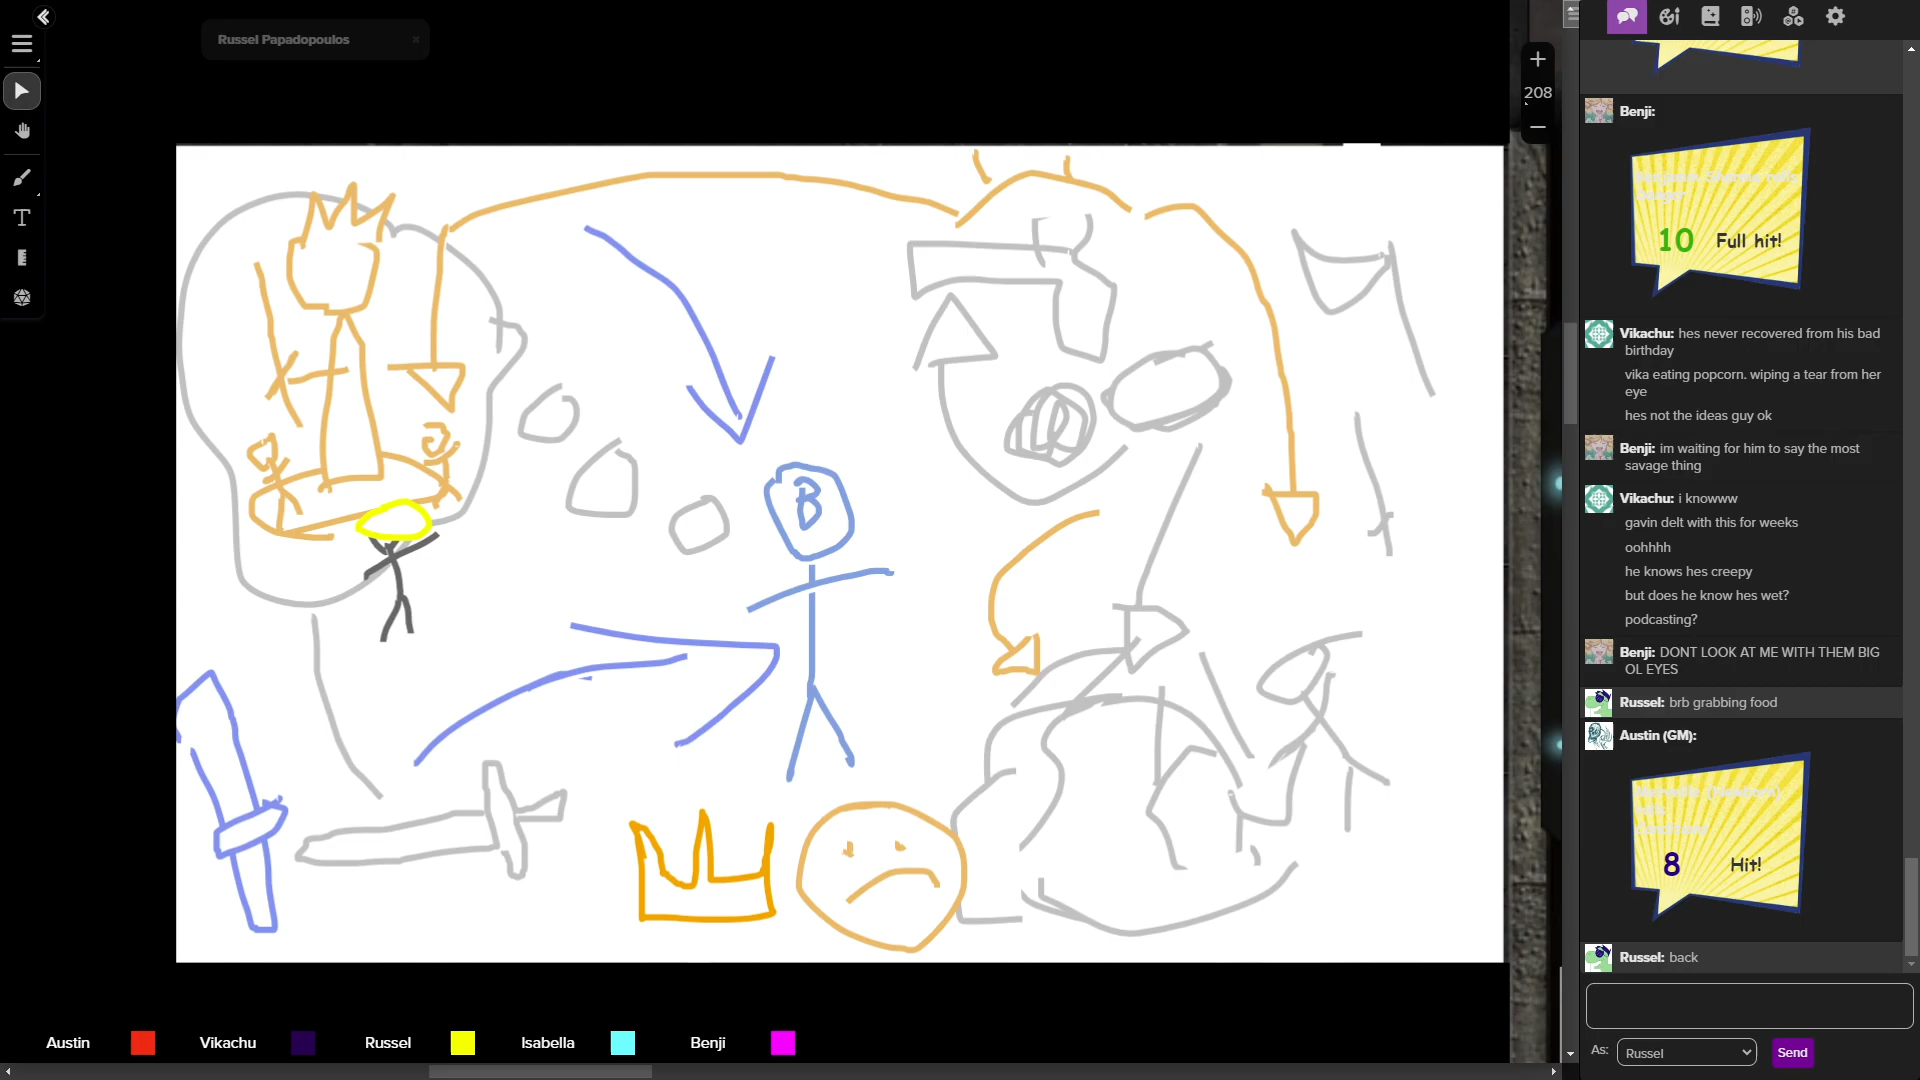 Russel Papadopoulos
208
B
Benji:
10 Full hit!
Vikachu: hes never recovered from his bad
birthday
vika eating popcorn. wiping a tear from her
eye
hes not the ideas guy ok
Benji: im waiting for him to say the most
savage thing
Vikachu: i knowww
gavin delt with this for weeks
oohhhh
he knows hes creepy
but does he know hes wet?
podcasting?
Benji: DONT LOOK AT ME WITH THEM BIG
OL EYES
Russel: brb grabbing food
Austin (GM):
8 Hit!
Russel: back
As: Russel Send
Austin Vikachu Russel Isabella Benji